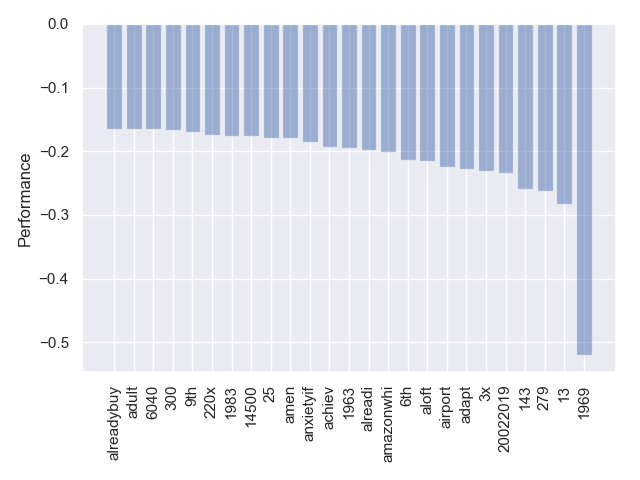 0.0
−0.1
−0.2
−0.3
−0.4
−0.5
Performance
alreadybuy
adult
6040
300
9th
220x
1983
14500
25
amen
anxietyif
achiev
1963
alreadi
amazonwhi
6th
aloft
airport
adapt
3x
20022019
143
279
13
1969